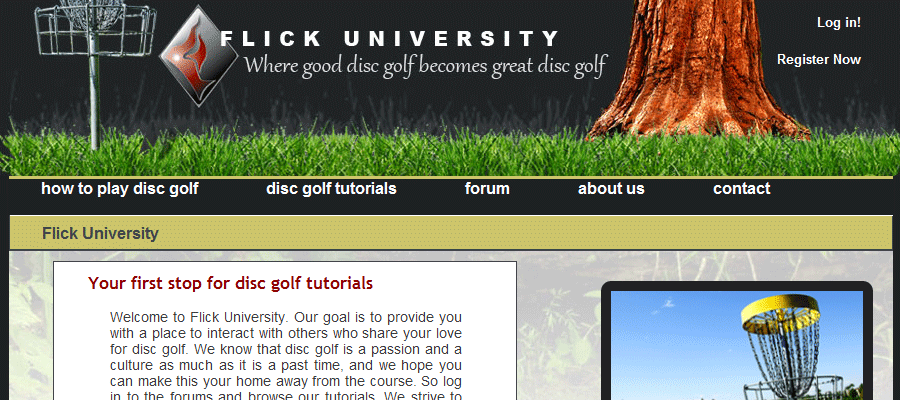 FLICK UNIVERSITY
Where good disc golf becomes great disc golf
Log in!
Register Now
how to play disc golf
disc golf tutorials
forum
about us
contact
Flick University
Your first stop for disc golf tutorials
Welcome to Flick University. Our goal is to provide you
with a place to interact with others who share your love
for disc golf. We know that disc golf is a passion and a
culture as much as it is a past time, and we hope you
can make this your home away from the course. So log
in to the forums and browse our tutorials. We strive to